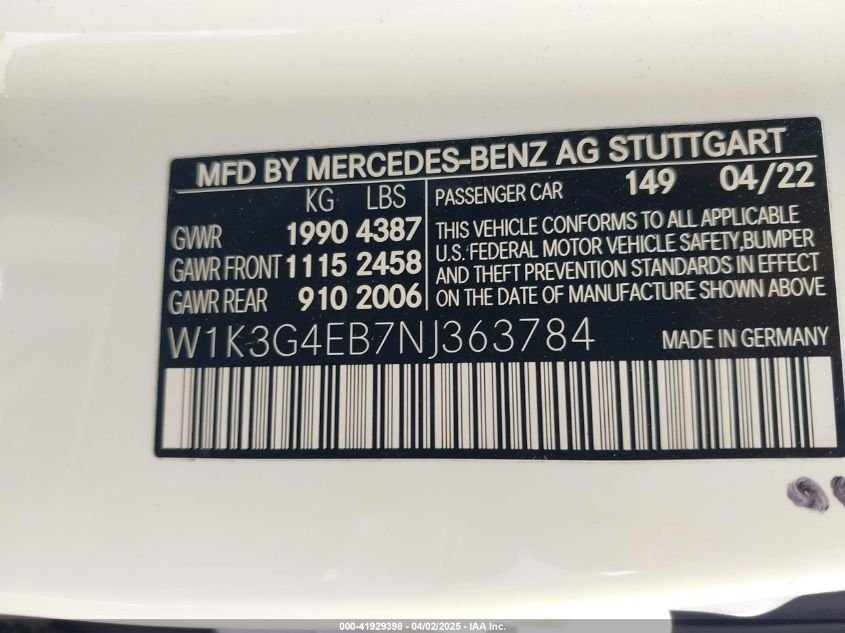 MFD BY MERCEDES-BENZ AG STUTTGART
KG LBS
GVWR 1990 4387
GAWR FRONT 1115 2458
GAWR REAR 910 2006
PASSENGER CAR 149 04/22
THIS VEHICLE CONFORMS TO ALL APPLICABLE
U.S. FEDERAL MOTOR VEHICLE SAFETY,BUMPER
AND THEFT PREVENTION STANDARDS IN EFFECT
ON THE DATE OF MANUFACTURE SHOWN ABOVE
W1K3G4EB7NJ363784
MADE IN GERMANY
000-41929398 - 04/02/2025 - IAA Inc.